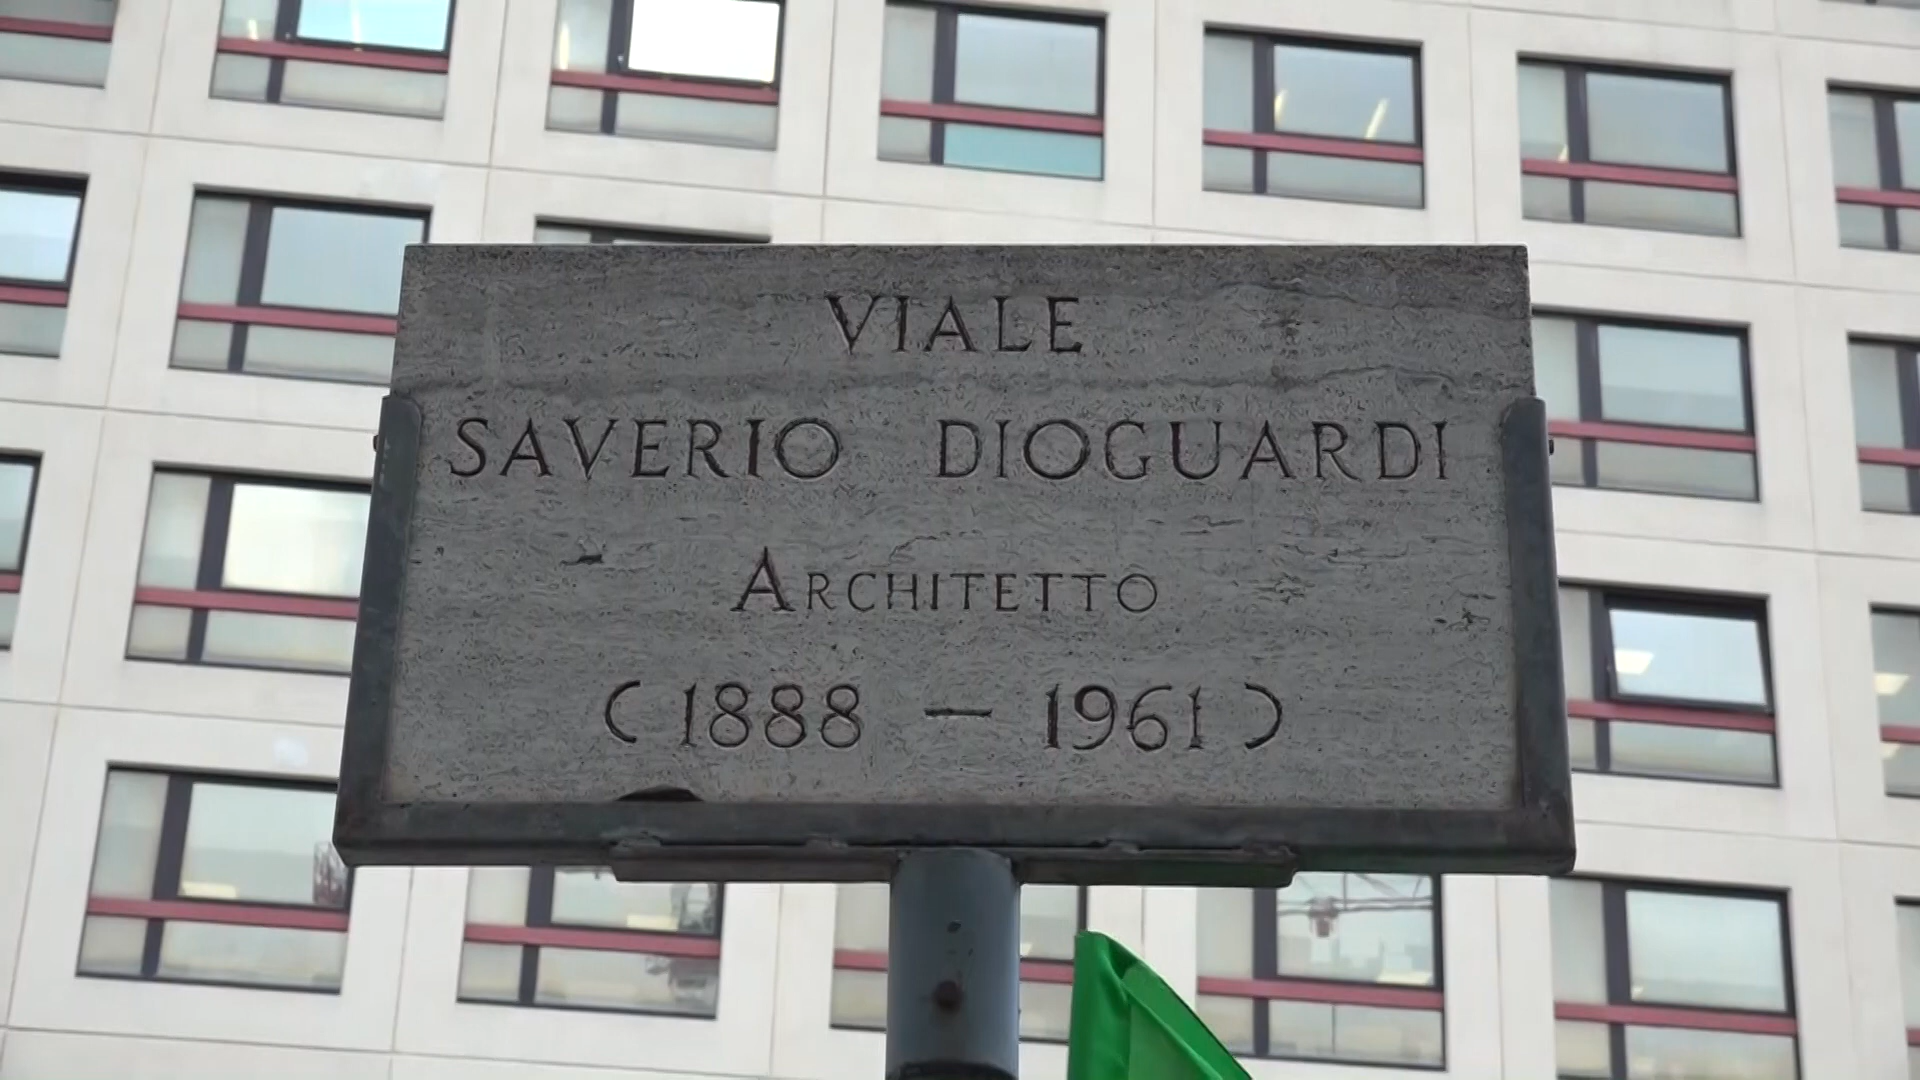 VIALE
SAVERIO DIOGUARDI
ARCHITETTO
(1888 — 1961)